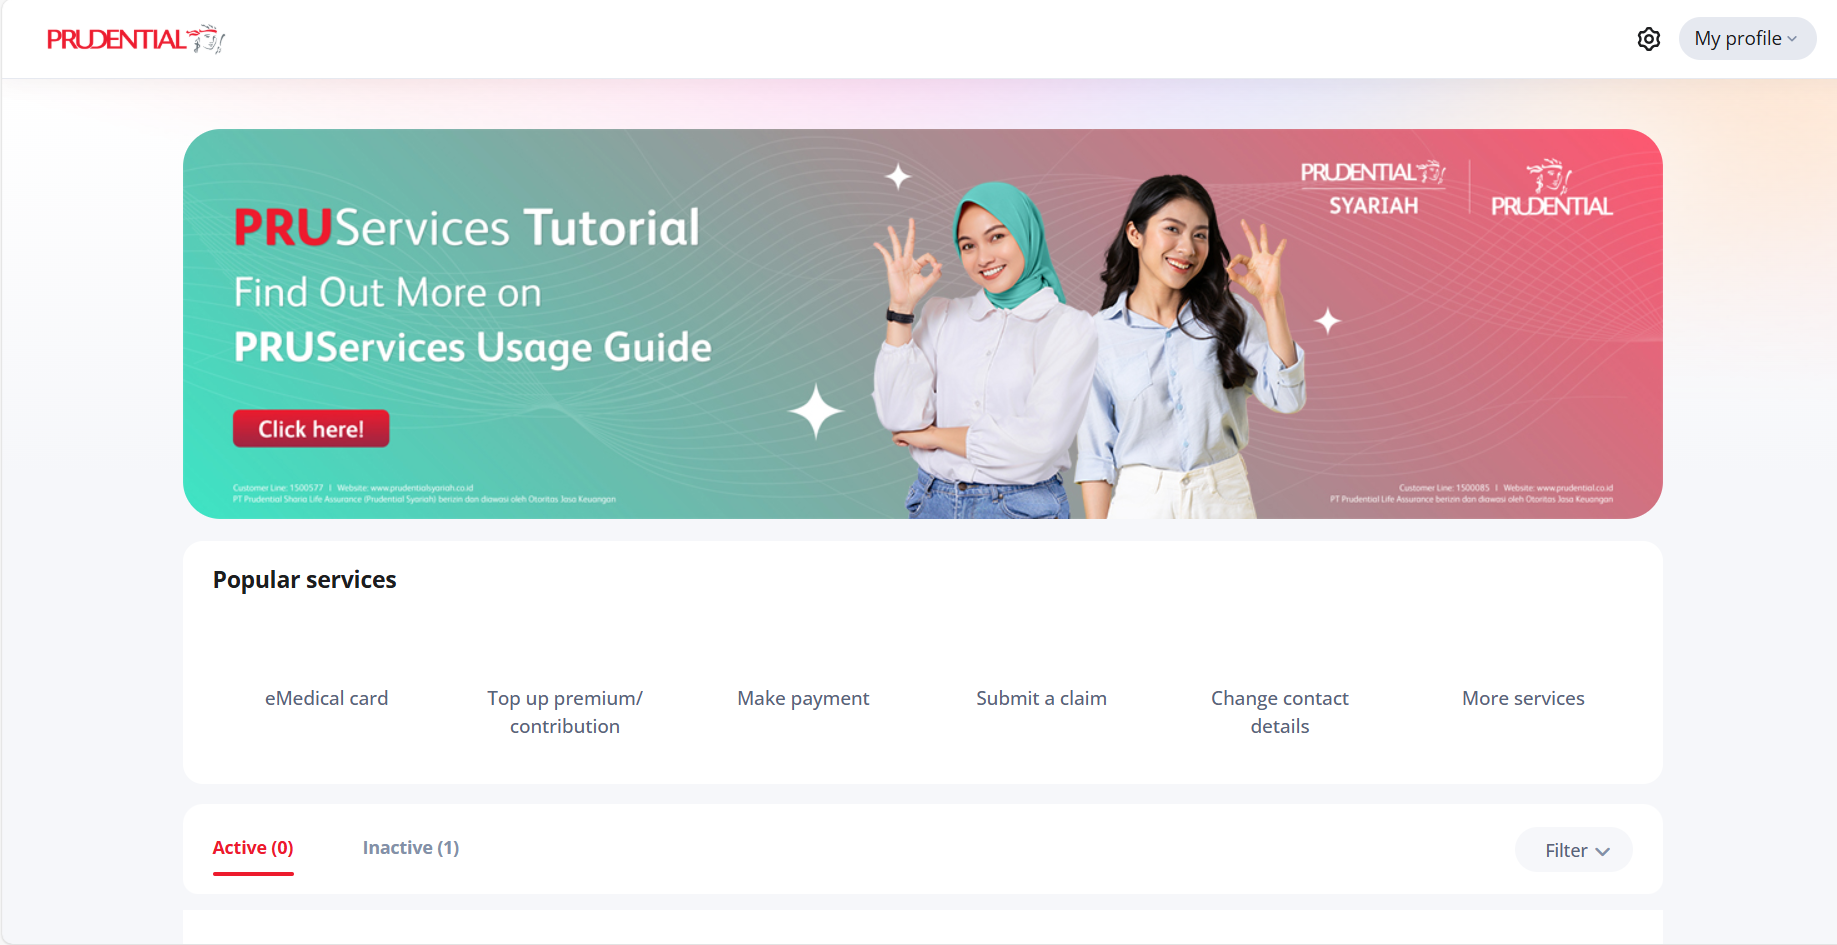 PRUDENTIAL
My profile
PRUDENTIAL
SYARIAH
PRUDENTIAL
PRUServices Tutorial
Find Out More on
PRUServices Usage Guide
Click here!
Customer Line: 1500577 | Website: www.prudentialsyariah.co.id
PT Prudential Sharia Life Assurance (Prudential Syariah) berizin dan diawasi oleh Otoritas Jasa Keuangan
Customer Line: 1500085 | Website: www.prudential.co.id
PT Prudential Life Assurance berizin dan diawasi oleh Otoritas Jasa Keuangan
Popular services
eMedical card
Top up premium/
contribution
Make payment
Submit a claim
Change contact
details
More services
Active (0)
Inactive (1)
Filter